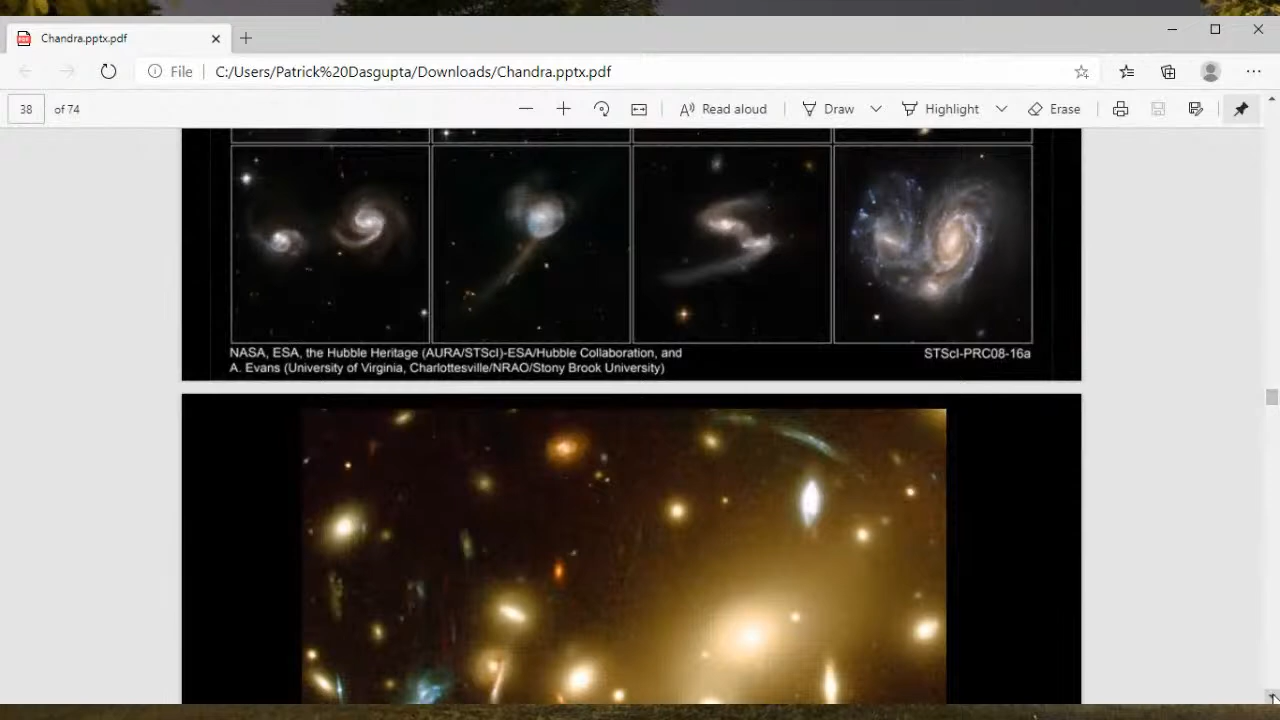 Chandra.pptx.pdf
File
C:/Users/Patrick%20Dasgupta/Downloads/Chandra.pptx.pdf
38 of 74
Read aloud
Draw
Highlight
Erase
NASA, ESA, the Hubble Heritage (AURA/STScI)-ESA/Hubble Collaboration, and
A. Evans (University of Virginia, Charlottesville/NRAO/Stony Brook University)
STScI-PRC08-16a